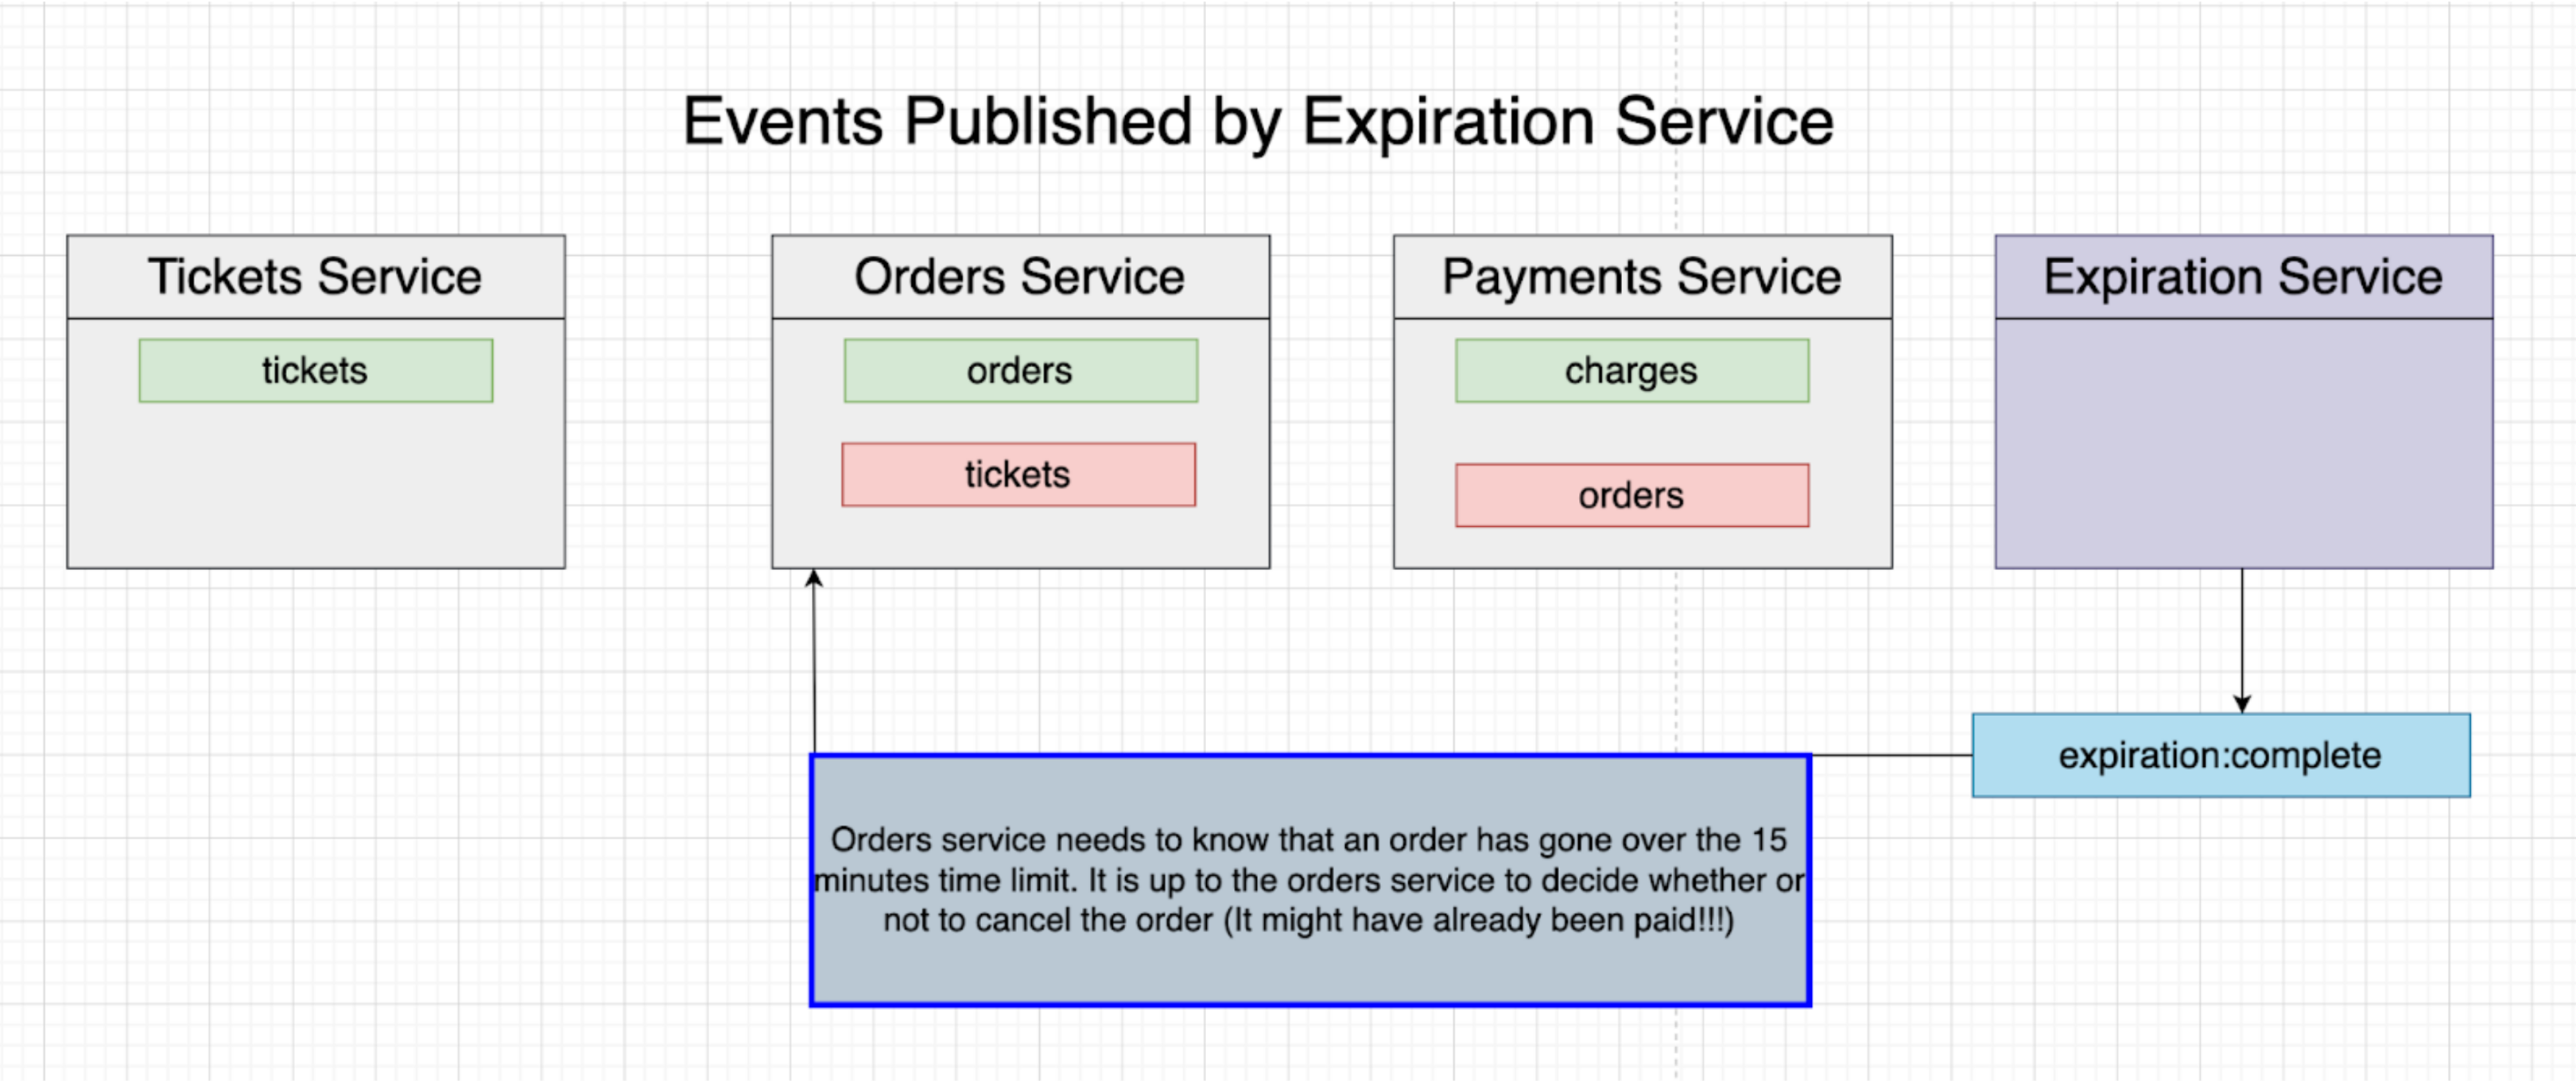 Events Published by Expiration Service
Tickets Service
tickets
Orders Service
orders
tickets
Payments Service
charges
orders
Expiration Service
expiration:complete
Orders service needs to know that an order has gone over the 15
minutes time limit. It is up to the orders service to decide whether or
not to cancel the order (It might have already been paid!!!)